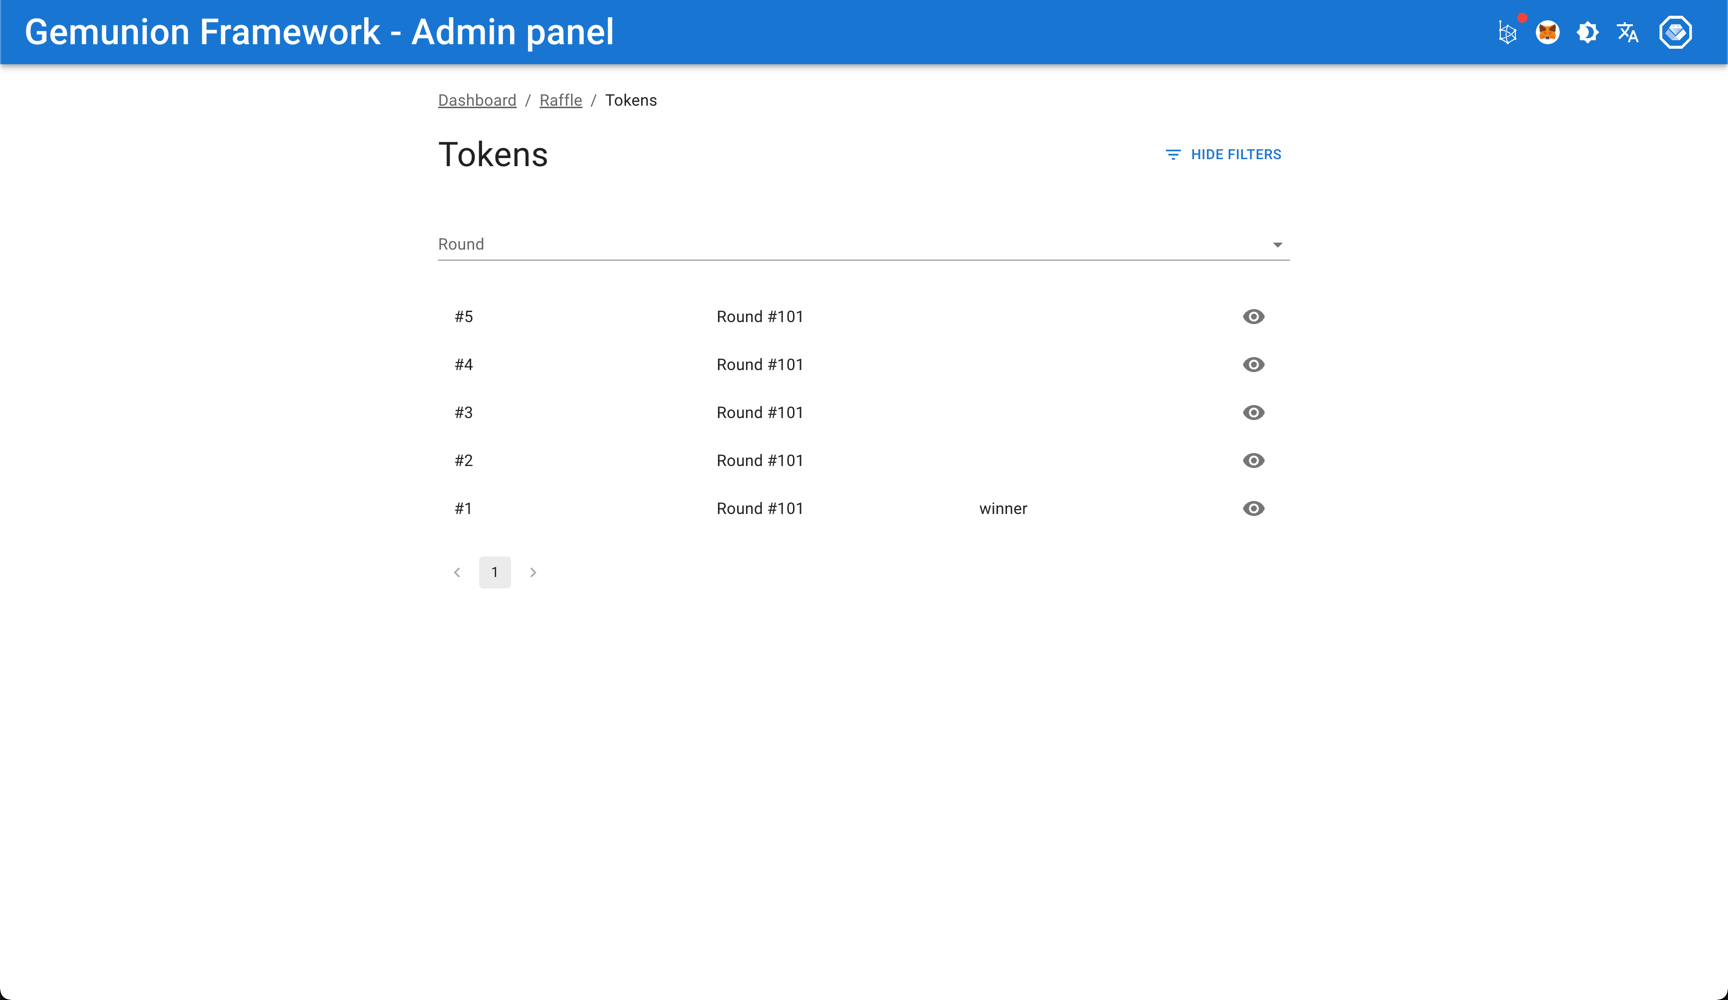 Gemunion Framework - Admin panel
Dashboard / Raffle / Tokens
Tokens
HIDE FILTERS
Round
#5 Round #101
#4 Round #101
#3 Round #101
#2 Round #101
#1 Round #101 winner
1